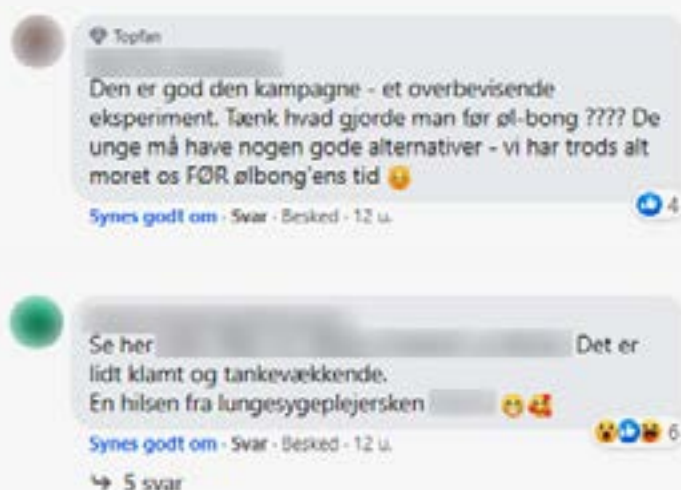 Topfan
Den er god den kampagne - et overbevisende
eksperiment. Tænk hvad gjorde man før øl-bong ???? De
unge må have nogen gode alternativer - vi har trods alt
moret os FØR ølbong'ens tid
Synes godt om · Svar · Besked · 12 u.
4
Se her Det er
lidt klamt og tankevækkende.
En hilsen fra lungesygeplejersken
Synes godt om · Svar · Besked · 12 u.
6
5 svar